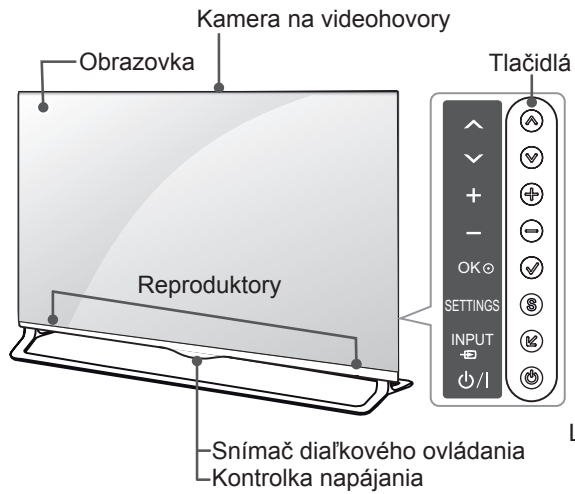 Kamera na videohovory
Obrazovka
Tlačidlá
OK
SETTINGS
S
INPUT
Reproduktory
L
Snímač diaľkového ovládania
Kontrolka napájania